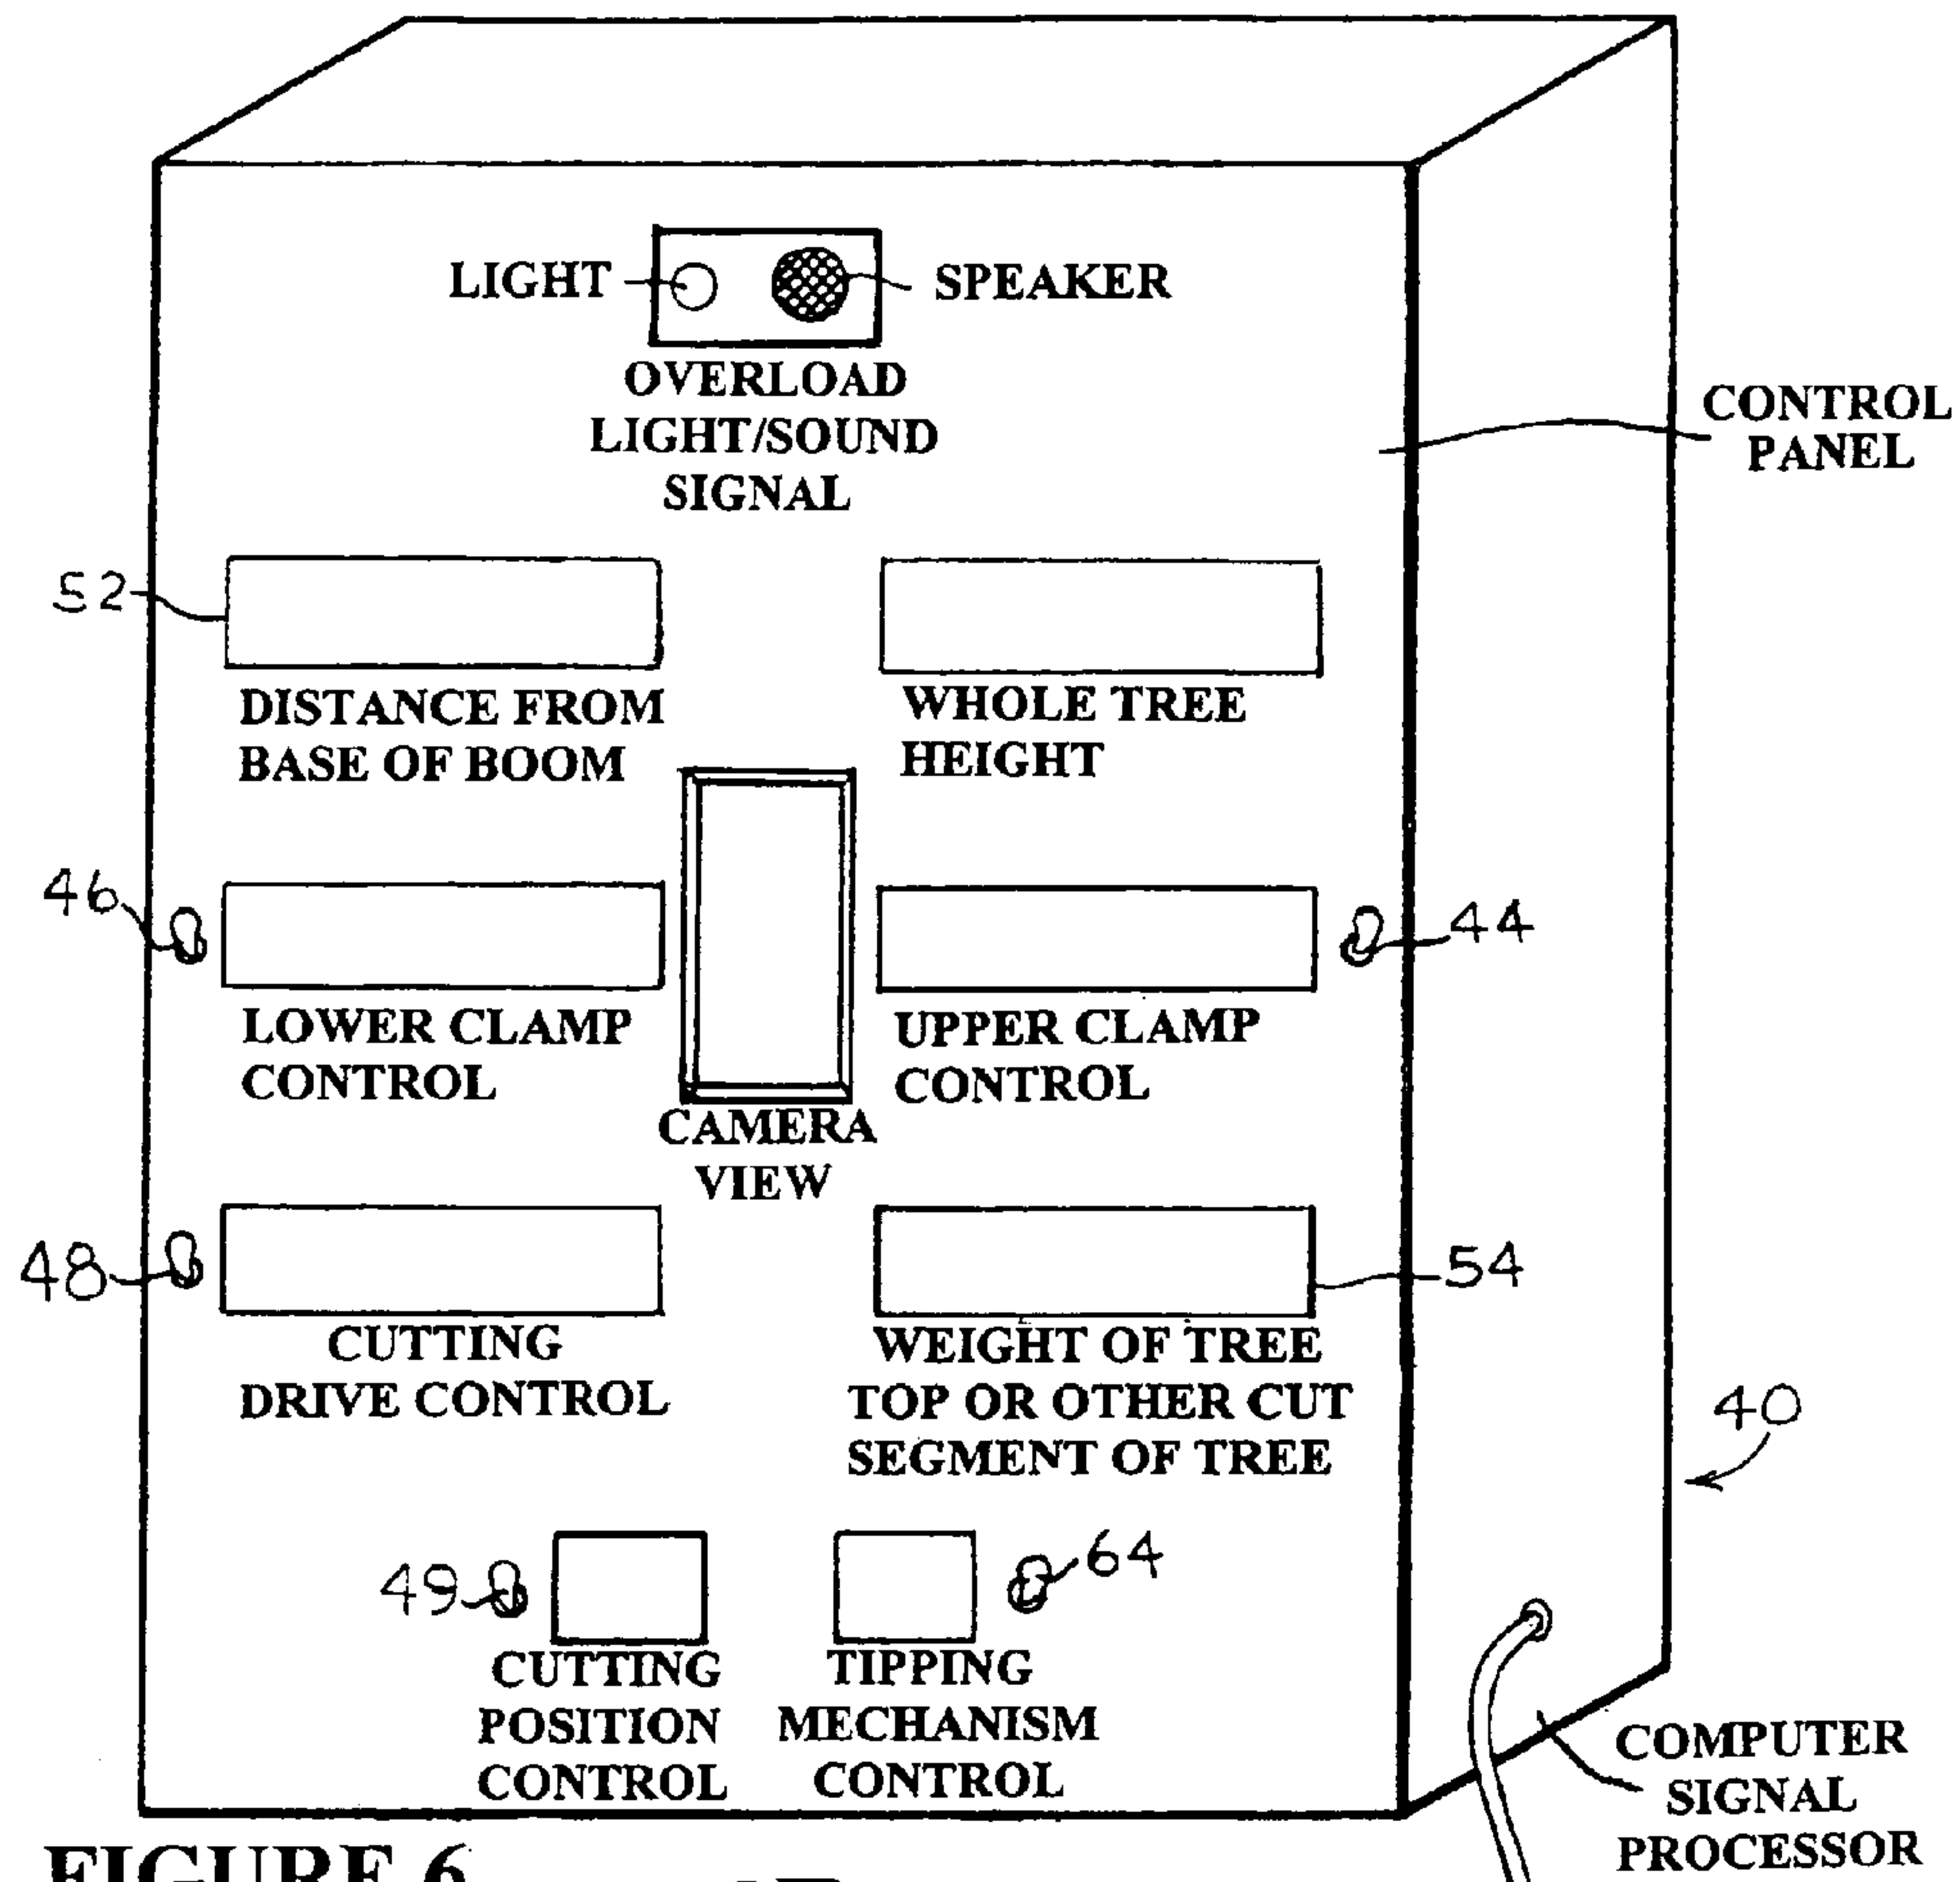 LIGHT
SPEAKER
OVERLOAD
LIGHT/SOUND
SIGNAL
CONTROL
PANEL
52
DISTANCE FROM
BASE OF BOOM
WHOLE TREE
HEIGHT
46
44
LOWER CLAMP
CONTROL
UPPER CLAMP
CONTROL
CAMERA
VIEW
48
54
CUTTING
DRIVE CONTROL
WEIGHT OF TREE
TOP OR OTHER CUT
SEGMENT OF TREE
40
49
64
CUTTING
POSITION
CONTROL
TIPPING
MECHANISM
CONTROL
COMPUTER
SIGNAL
PROCESSOR
FIGURE 6